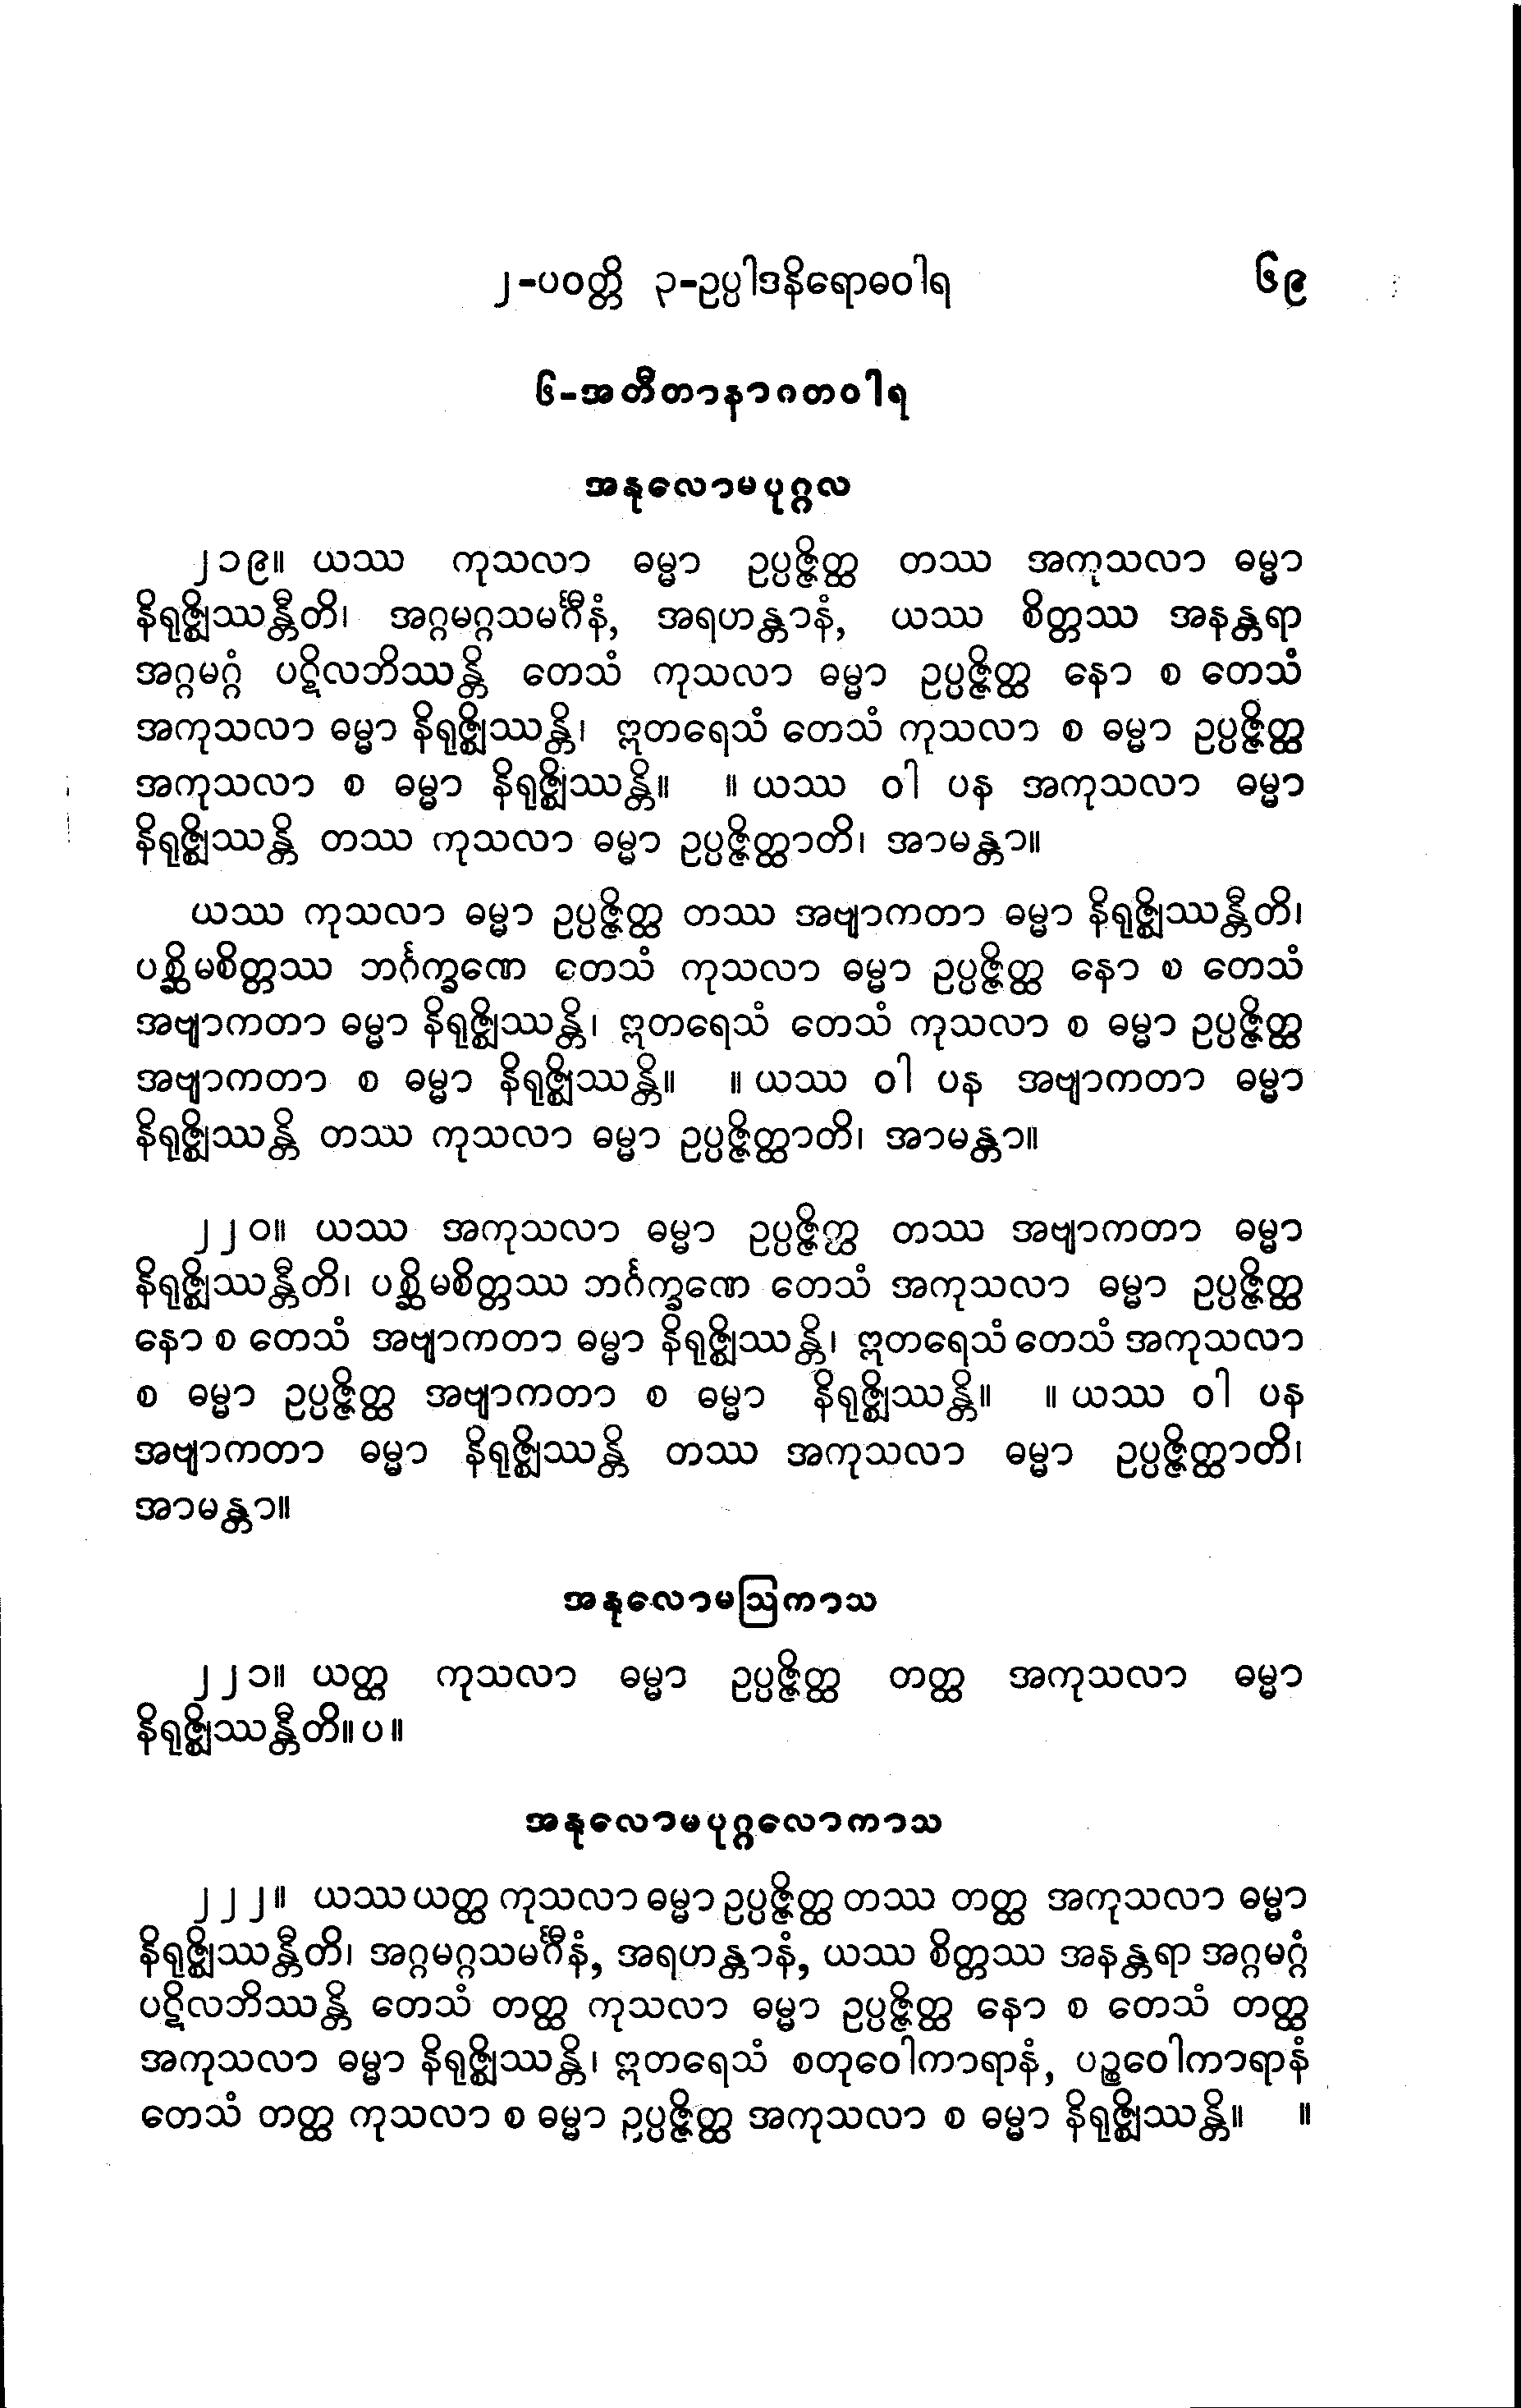 ၂-ပဝတ္တိ ၃-ဥပ္ပါဒနိရောဓဝါရ ၆၉
၆-အတီတာနာဂတဝါရ
အနုလောမပုဂ္ဂလ
၂၁၉။ ယဿ ကုသလာ ဓမ္မာ ဥပ္ပဇ္ဇိတ္ထ တဿ အကုသလာ ဓမ္မာ
နိရုဇ္ဈိဿန္တီတိ၊ အဂ္ဂမဂ္ဂသမင်္ဂီနံ, အရဟန္တာနံ, ယဿ စိတ္တဿ အနန္တရာ
အဂ္ဂမဂ္ဂံ ပဋိလဘိဿန္တိ တေသံ ကုသလာ ဓမ္မာ ဥပ္ပဇ္ဇိတ္ထ နော စ တေသံ
အကုသလာ ဓမ္မာ နိရုဇ္ဈိဿန္တိ၊ ဣတရေသံ တေသံ ကုသလာ စ ဓမ္မာ ဥပ္ပဇ္ဇိတ္ထ
အကုသလာ စ ဓမ္မာ နိရုဇ္ဈိဿန္တိ။ ။ ယဿ ဝါ ပန အကုသလာ ဓမ္မာ
နိရုဇ္ဈိဿန္တိ တဿ ကုသလာ ဓမ္မာ ဥပ္ပဇ္ဇိတ္ထာတိ၊ အာမန္တာ။
ယဿ ကုသလာ ဓမ္မာ ဥပ္ပဇ္ဇိတ္ထ တဿ အဗျာကတာ ဓမ္မာ နိရုဇ္ဈိဿန္တီတိ၊
ပစ္ဆိမစိတ္တဿ ဘင်္ဂက္ခဏေ တေသံ ကုသလာ ဓမ္မာ ဥပ္ပဇ္ဇိတ္ထ နော စ တေသံ
အဗျာကတာ ဓမ္မာ နိရုဇ္ဈိဿန္တိ၊ ဣတရေသံ တေသံ ကုသလာ စ ဓမ္မာ ဥပ္ပဇ္ဇိတ္ထ
အဗျာကတာ စ ဓမ္မာ နိရုဇ္ဈိဿန္တိ။ ။ ယဿ ဝါ ပန အဗျာကတာ ဓမ္မာ
နိရုဇ္ဈိဿန္တိ တဿ ကုသလာ ဓမ္မာ ဥပ္ပဇ္ဇိတ္ထာတိ၊ အာမန္တာ။
၂၂၀။ ယဿ အကုသလာ ဓမ္မာ ဥပ္ပဇ္ဇိတ္ထ တဿ အဗျာကတာ ဓမ္မာ
နိရုဇ္ဈိဿန္တီတိ၊ ပစ္ဆိမစိတ္တဿ ဘင်္ဂက္ခဏေ တေသံ အကုသလာ ဓမ္မာ ဥပ္ပဇ္ဇိတ္ထ
နော စ တေသံ အဗျာကတာ ဓမ္မာ နိရုဇ္ဈိဿန္တိ၊ ဣတရေသံ တေသံ အကုသလာ
စ ဓမ္မာ ဥပ္ပဇ္ဇိတ္ထ အဗျာကတာ စ ဓမ္မာ နိရုဇ္ဈိဿန္တိ။ ။ ယဿ ဝါ ပန
အဗျာကတာ ဓမ္မာ နိရုဇ္ဈိဿန္တိ တဿ အကုသလာ ဓမ္မာ ဥပ္ပဇ္ဇိတ္ထာတိ၊
အာမန္တာ။
အနုလောမဩကာသ
၂၂၁။ ယတ္ထ ကုသလာ ဓမ္မာ ဥပ္ပဇ္ဇိတ္ထ တတ္ထ အကုသလာ ဓမ္မာ
နိရုဇ္ဈိဿန္တီတိ။ ပ ။
အနုလောမပုဂ္ဂလောကာသ
၂၂၂။ ယဿ ယတ္ထ ကုသလာ ဓမ္မာ ဥပ္ပဇ္ဇိတ္ထ တဿ တတ္ထ အကုသလာ ဓမ္မာ
နိရုဇ္ဈိဿန္တီတိ၊ အဂ္ဂမဂ္ဂသမင်္ဂီနံ, အရဟန္တာနံ, ယဿ စိတ္တဿ အနန္တရာ အဂ္ဂမဂ္ဂံ
ပဋိလဘိဿန္တိ တေသံ တတ္ထ ကုသလာ ဓမ္မာ ဥပ္ပဇ္ဇိတ္ထ နော စ တေသံ တတ္ထ
အကုသလာ ဓမ္မာ နိရုဇ္ဈိဿန္တိ၊ ဣတရေသံ စတုဝေါကာရာနံ, ပဉ္စဝေါကာရာနံ
တေသံ တတ္ထ ကုသလာ စ ဓမ္မာ ဥပ္ပဇ္ဇိတ္ထ အကုသလာ စ ဓမ္မာ နိရုဇ္ဈိဿန္တိ။ ။